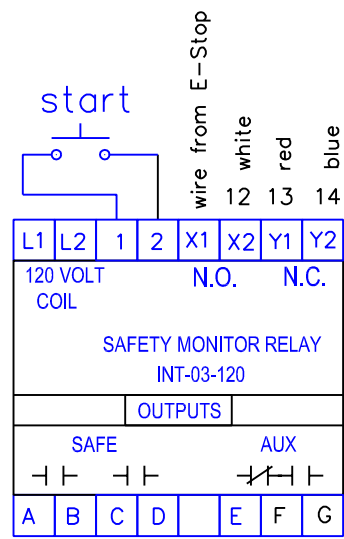 start
wire from E-Stop
12 white
13 red
14 blue
L1 L2 1 2 X1 X2 Y1 Y2
120 VOLT N.O. N.C.
COIL
SAFETY MONITOR RELAY
INT-03-120
OUTPUTS
SAFE AUX
A B C D E F G